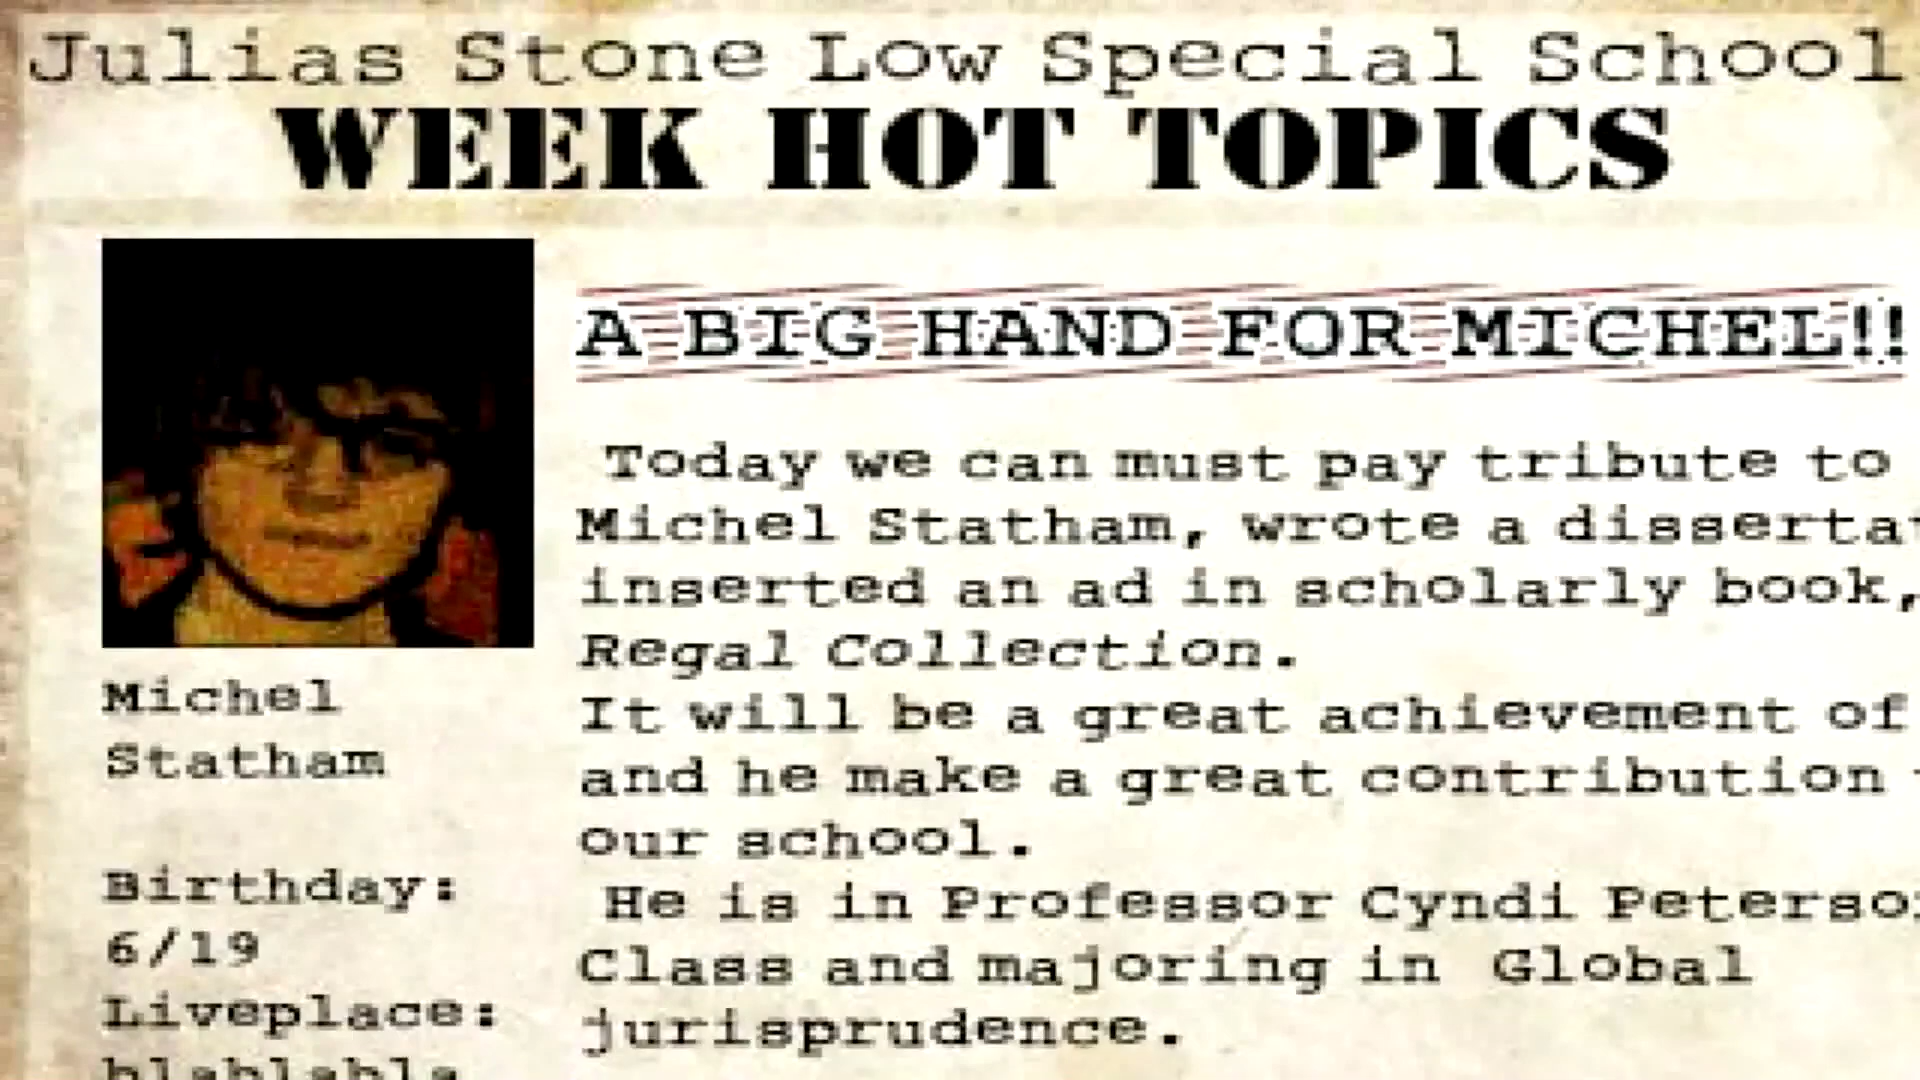 Julias Stone Low Special School
WEEK HOT TOPICS
A BIG HAND FOR MICHEL!!
Today we can must pay tribute to
Michel Statham, wrote a
inserted an ad in scholarly book,
Regal Collection.
It will be a great achievement of
and he make a great contribution
our school.
He is in Professor Cyndi
Class and majoring in Global
jurisprudence.
Michel
Statham
Birthday:
6/19
Liveplace:
blablabla